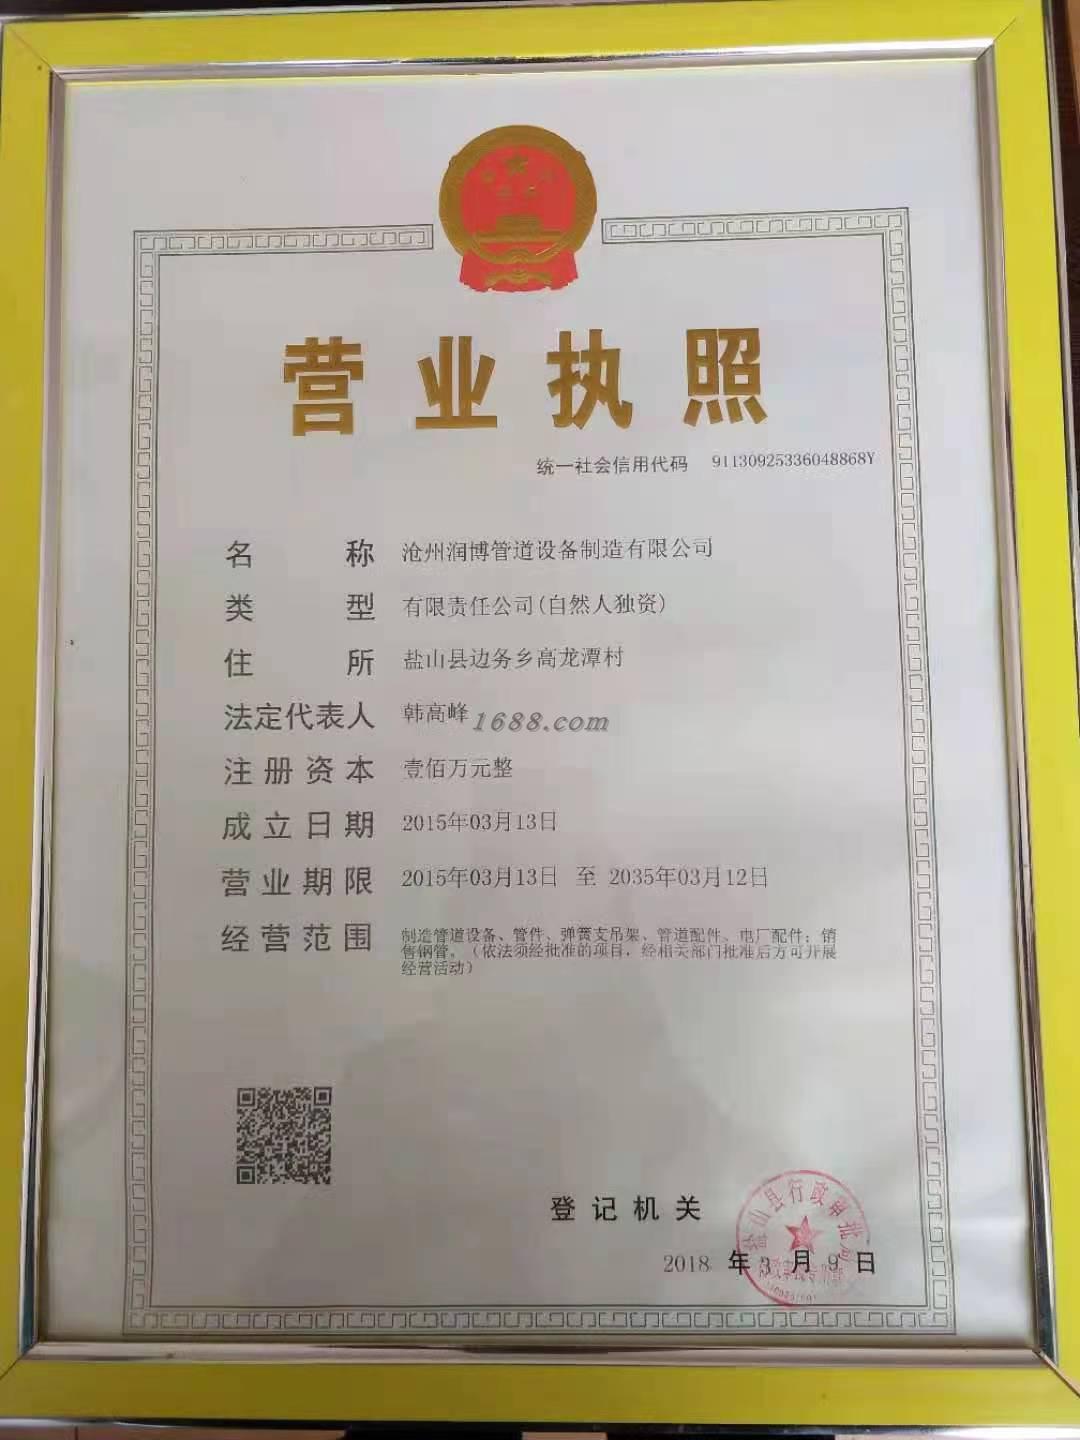 营业执照
统一社会信用代码 91130925336048868Y
名称 沧州润博管道设备制造有限公司
类型 有限责任公司(自然人独资)
住所 盐山县边务乡高龙潭村
法定代表人 韩高峰
1688.com
注册资本 壹佰万元整
成立日期 2015年03月13日
营业期限 2015年03月13日 至 2035年03月12日
经营范围 制造管道设备、管件、弹簧支吊架、管道配件、电厂配件；销
售钢管。（依法须经批准的项目，经相关部门批准后方可开展
经营活动）
登记机关
盐山县行政审批局
2018 年 3 月 9 日